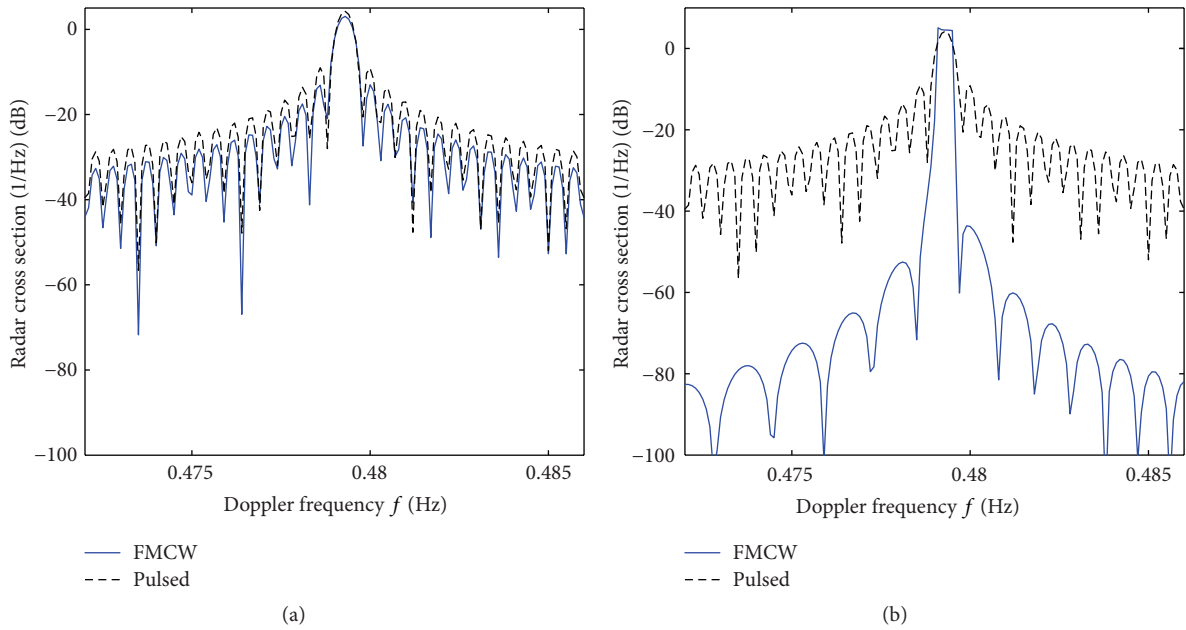 0
−20
−40
−60
−80
−100
Radar cross section (1/Hz) (dB)
0.475
0.48
0.485
Doppler frequency f (Hz)
FMCW
Pulsed
(a)
0
−20
−40
−60
−80
−100
Radar cross section (1/Hz) (dB)
0.475
0.48
0.485
Doppler frequency f (Hz)
FMCW
Pulsed
(b)